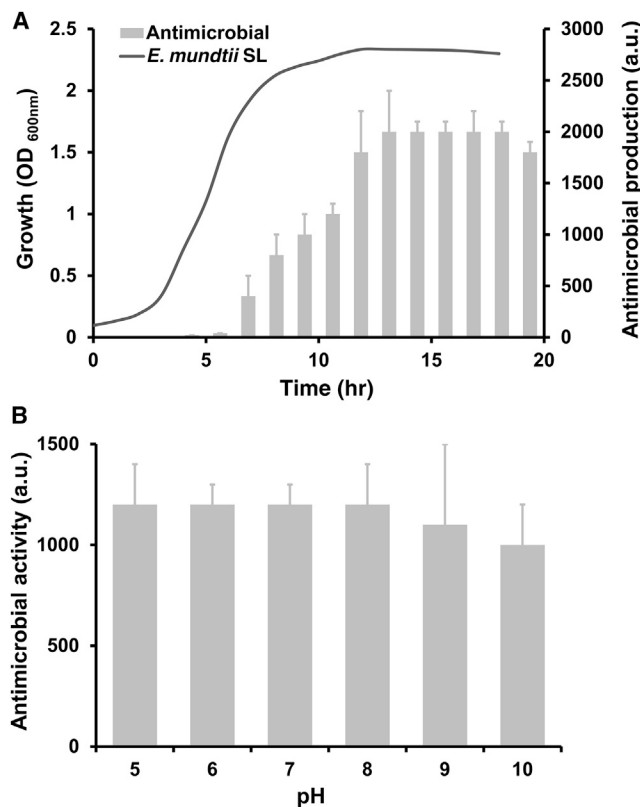 A
Antimicrobial
E. mundtii SL
Growth (OD 600nm)
2.5
2
1.5
1
0.5
0
Antimicrobial production (a.u.)
3000
2500
2000
1500
1000
500
0
0 5 10 15 20
Time (hr)
B
Antimicrobial activity (a.u.)
1500
1000
500
0
5 6 7 8 9 10
pH